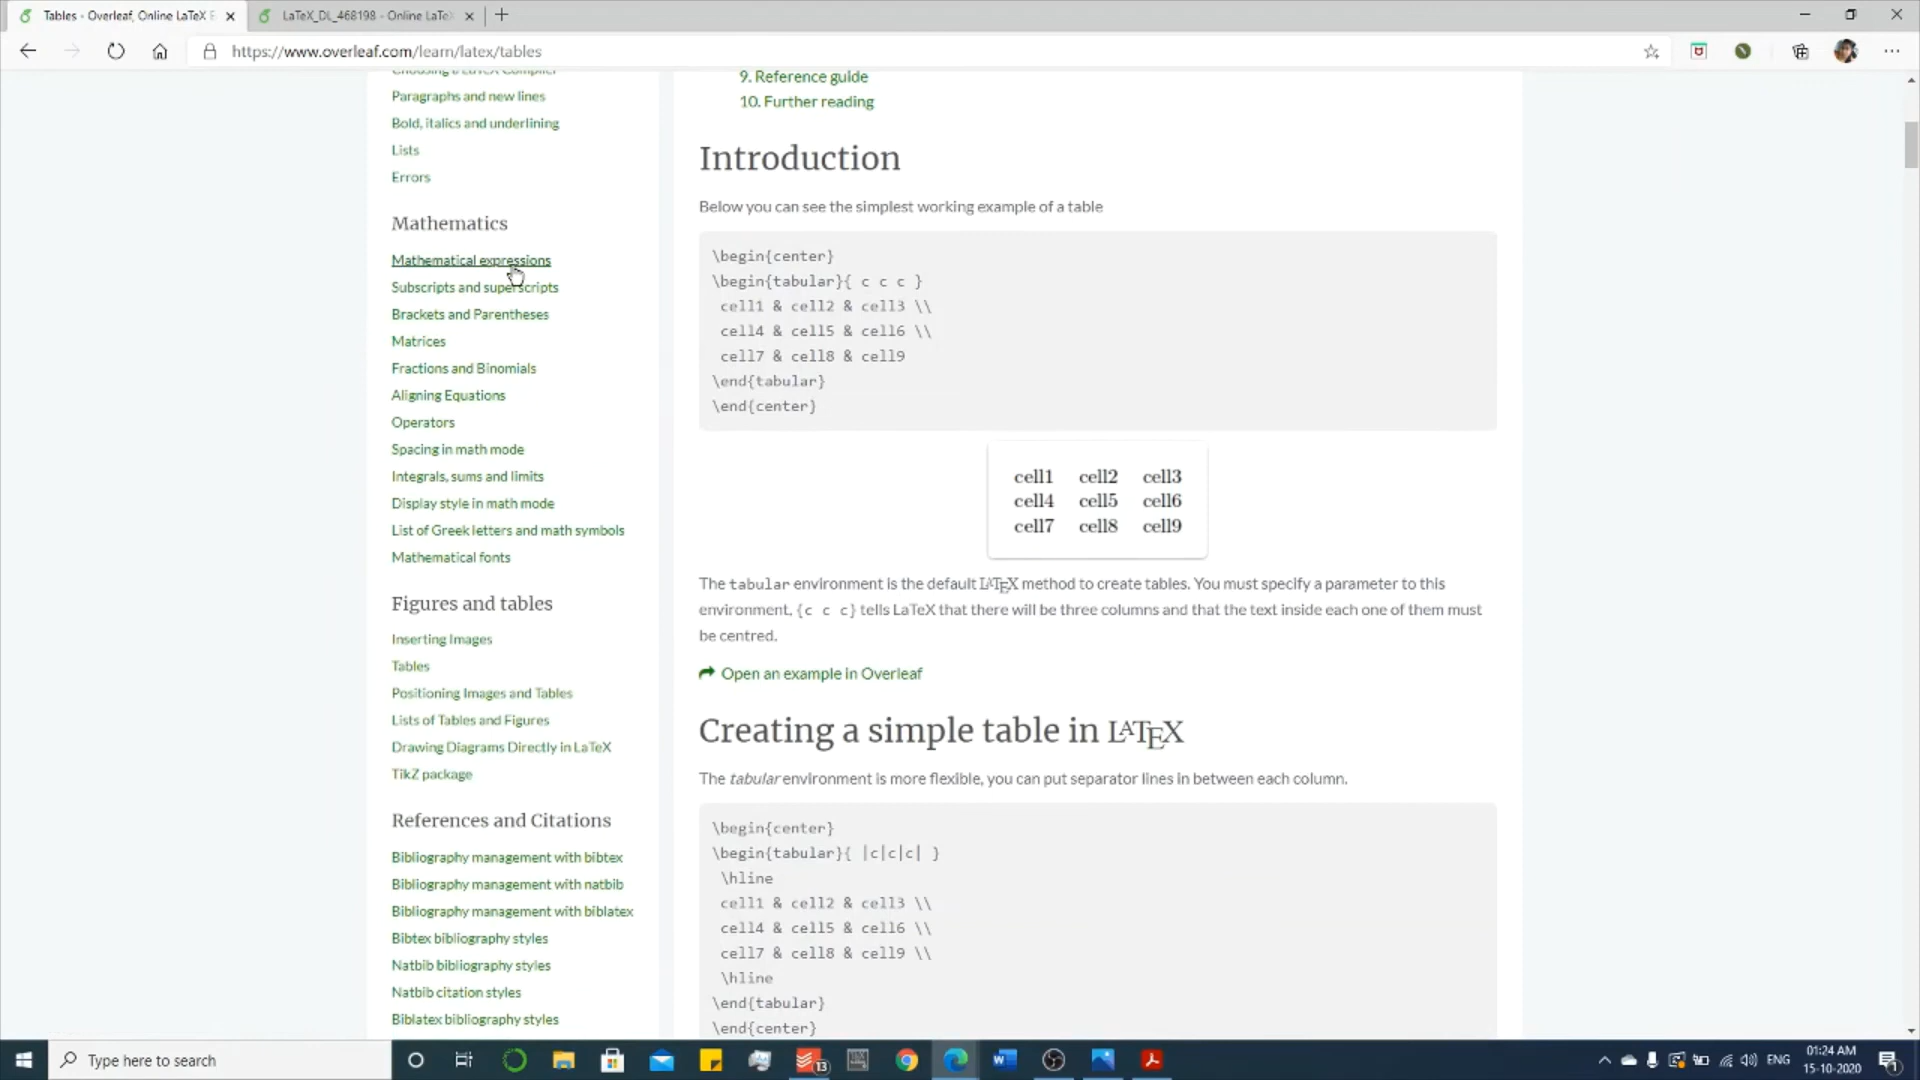 Tables - Overleaf, Online LaTeX E
LaTeX_DL_468198 - Online LaTeX
https://www.overleaf.com/learn/latex/tables
Choosing a LaTeX Compiler
Paragraphs and new lines
Bold, italics and underlining
Lists
Errors
Mathematics
Mathematical expressions
Subscripts and superscripts
Brackets and Parentheses
Matrices
Fractions and Binomials
Aligning Equations
Operators
Spacing in math mode
Integrals, sums and limits
Display style in math mode
List of Greek letters and math symbols
Mathematical fonts
Figures and tables
Inserting Images
Tables
Positioning Images and Tables
Lists of Tables and Figures
Drawing Diagrams Directly in LaTeX
TikZ package
References and Citations
Bibliography management with bibtex
Bibliography management with natbib
Bibliography management with biblatex
Bibtex bibliography styles
Natbib bibliography styles
Natbib citation styles
Biblatex bibliography styles
9. Reference guide
10. Further reading
Introduction
Below you can see the simplest working example of a table
\begin{center}
\begin{tabular}{ c c c }
cell1 & cell2 & cell3 \\
cell4 & cell5 & cell6 \\
cell7 & cell8 & cell9
\end{tabular}
\end{center}
cell1 cell2 cell3
cell4 cell5 cell6
cell7 cell8 cell9
The tabular environment is the default LATEX method to create tables. You must specify a parameter to this
environment, {c c c} tells LaTeX that there will be three columns and that the text inside each one of them must
be centred.
Open an example in Overleaf
Creating a simple table in LATEX
The tabular environment is more flexible, you can put separator lines in between each column.
\begin{center}
\begin{tabular}{ |c|c|c| }
\hline
cell1 & cell2 & cell3 \\
cell4 & cell5 & cell6 \\
cell7 & cell8 & cell9 \\
\hline
\end{tabular}
\end{center}
Type here to search
13
ENG
01:24 AM
15-10-2020
1